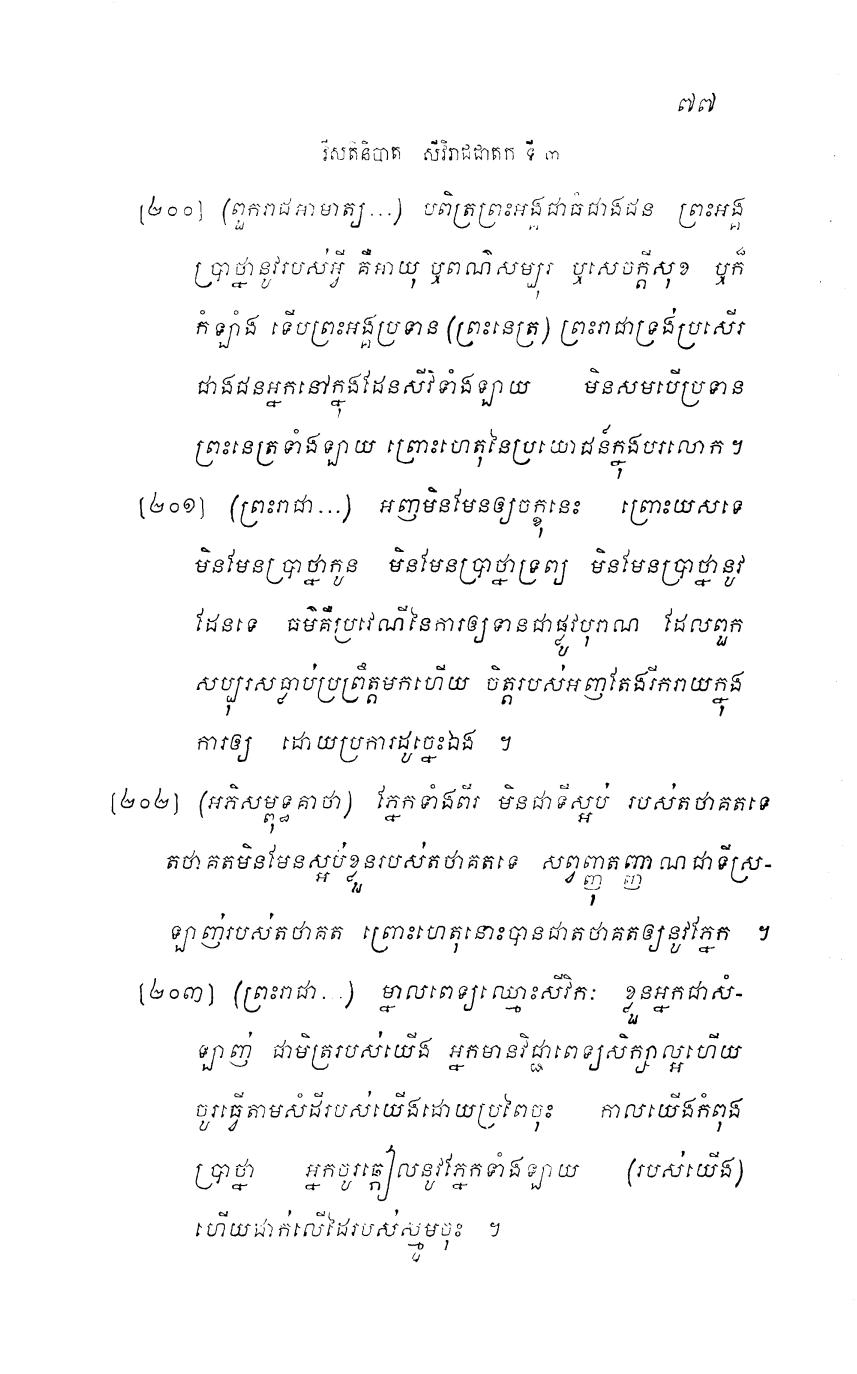 ៧៧
វីសតិនិបាត សីវិរាជជាតក ទី ៣
[២០០] (ពួករាជអាមាត្យ...) បពិត្រព្រះអង្គជាធំជាងជន ព្រះអង្គ
ប្រាថ្នានូវរបស់អ្វី គឺអាយុ ឬពណ៌សម្បុរ ឬសេចក្តីសុខ ឬក៏
កំឡាំង ទើបព្រះអង្គប្រទាន (ព្រះនេត្រ) ព្រះរាជាទ្រង់ប្រសើរ
ជាងជនអ្នកនៅក្នុងដែនសីវិទាំងឡាយ មិនសមបើប្រទាន
ព្រះនេត្រទាំងឡាយ ព្រោះហេតុនៃប្រយោជន៍ក្នុងបរលោក។
[២០១] (ព្រះរាជា...) អញមិនមែនឲ្យចក្ខុនេះ ព្រោះយសទេ
មិនមែនប្រាថ្នាកូន មិនមែនប្រាថ្នាទ្រព្យ មិនមែនប្រាថ្នានូវ
ដែនទេ ធម៌គឺប្រវេណីនៃការឲ្យទានជាផ្លូវបុរាណ ដែលពួក
សប្បុរសធ្លាប់ប្រព្រឹត្តមកហើយ ចិត្តរបស់អញតែងរីករាយក្នុង
ការឲ្យ ដោយប្រការដូច្នេះឯង ។
[២០២] (អភិសម្ពុទ្ធគាថា) ភ្នែកទាំងពីរ មិនជាទីស្អប់ របស់តថាគតទេ
តថាគតមិនមែនស្អប់ខ្លួនរបស់តថាគតទេ សព្វញ្ញុតញ្ញាណជាទីស្រ-
ឡាញ់របស់តថាគត ព្រោះហេតុនោះបានជាតថាគតឲ្យនូវភ្នែក ។
[២០៣] (ព្រះរាជា...) ម្នាលពេទ្យឈ្មោះសីវិកៈ ខ្លួនអ្នកជាសំ-
ឡាញ់ ជាមិត្ររបស់យើង អ្នកមានវិជ្ជាពេទ្យសិក្សាល្អហើយ
ចូរធ្វើតាមសំដីរបស់យើងដោយប្រពៃចុះ កាលយើងកំពុង
ប្រាថ្នា អ្នកចូរឆ្កៀលនូវភ្នែកទាំងឡាយ (របស់យើង)
ហើយដាក់លើដៃរបស់ស្មូមចុះ ។